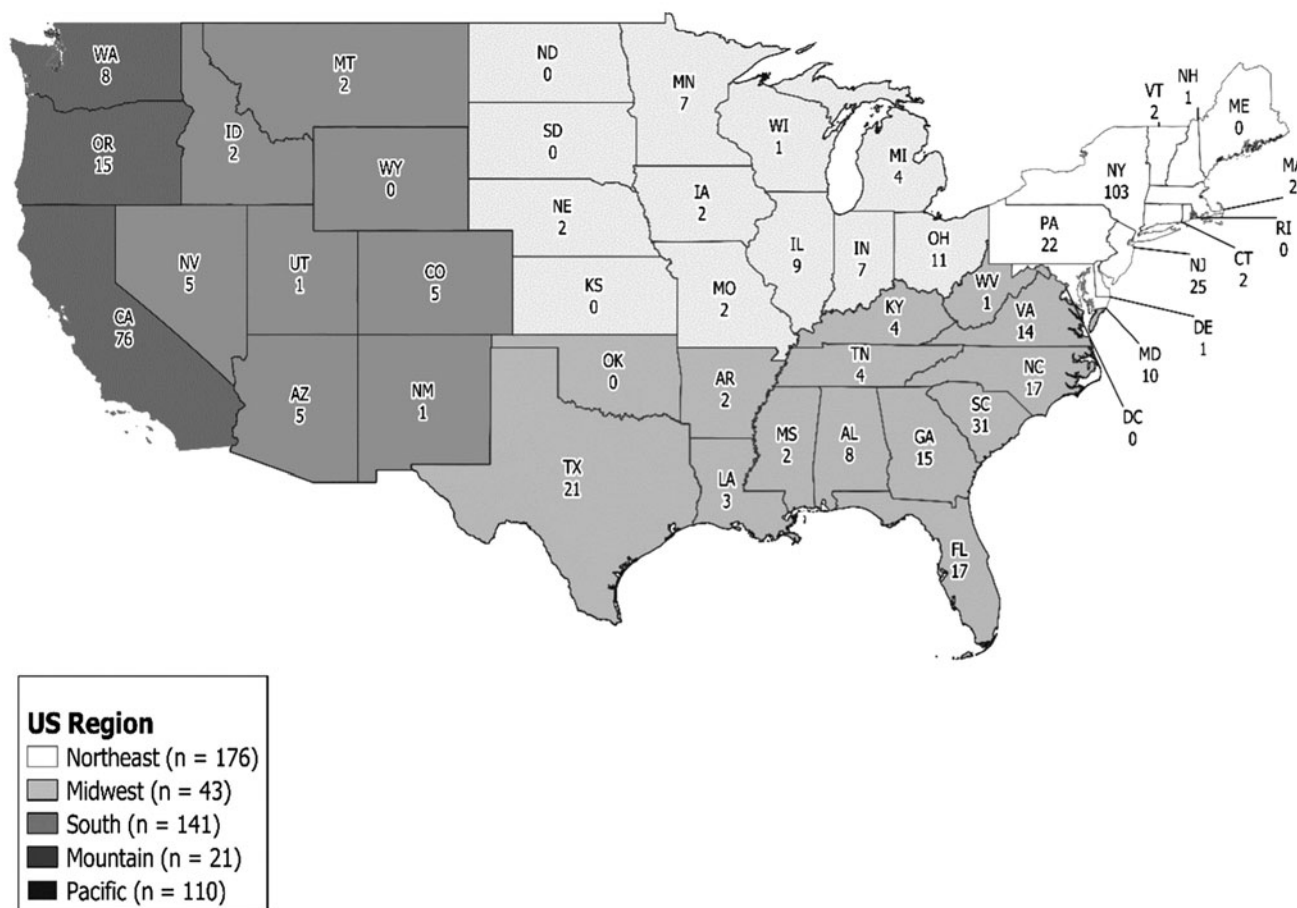 WA
8
OR
15
CA
76
MT
2
ID
2
WY
0
NV
5
UT
1
CO
5
AZ
5
NM
1
ND
0
SD
0
NE
2
KS
0
OK
0
TX
21
MN
7
IA
2
MO
2
AR
2
LA
3
WI
1
IL
9
MI
4
IN
7
OH
11
KY
4
TN
4
MS
2
AL
8
GA
15
FL
17
SC
31
NC
17
VA
14
WV
1
PA
22
NY
103
VT
2
NH
1
ME
0
MA
2
RI
0
CT
2
NJ
25
DE
1
MD
10
DC
0
US Region
Northeast (n = 176)
Midwest (n = 43)
South (n = 141)
Mountain (n = 21)
Pacific (n = 110)